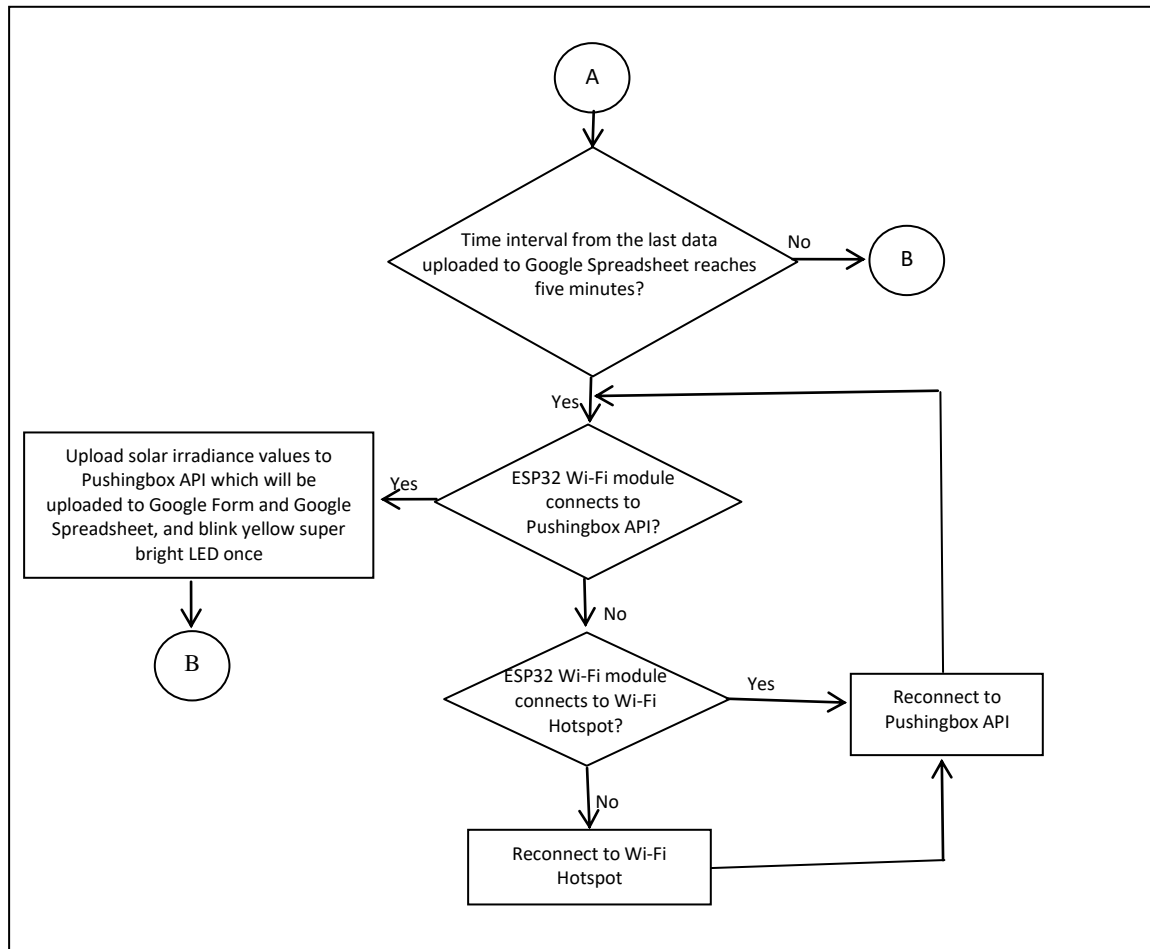 A
Time interval from the last data
uploaded to Google Spreadsheet reaches
five minutes?
No
B
Yes
Upload solar irradiance values to
Pushingbox API which will be
uploaded to Google Form and Google
Spreadsheet, and blink yellow super
bright LED once
Yes
ESP32 Wi-Fi module
connects to
Pushingbox API?
No
B
ESP32 Wi-Fi module
connects to Wi-Fi
Hotspot?
Yes
Reconnect to
Pushingbox API
No
Reconnect to Wi-Fi
Hotspot